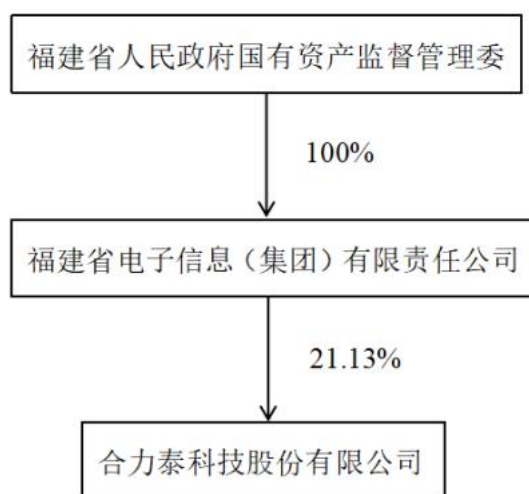 福建省人民政府国有资产监督管理委
100%
福建省电子信息（集团）有限责任公司
21.13%
合力泰科技股份有限公司